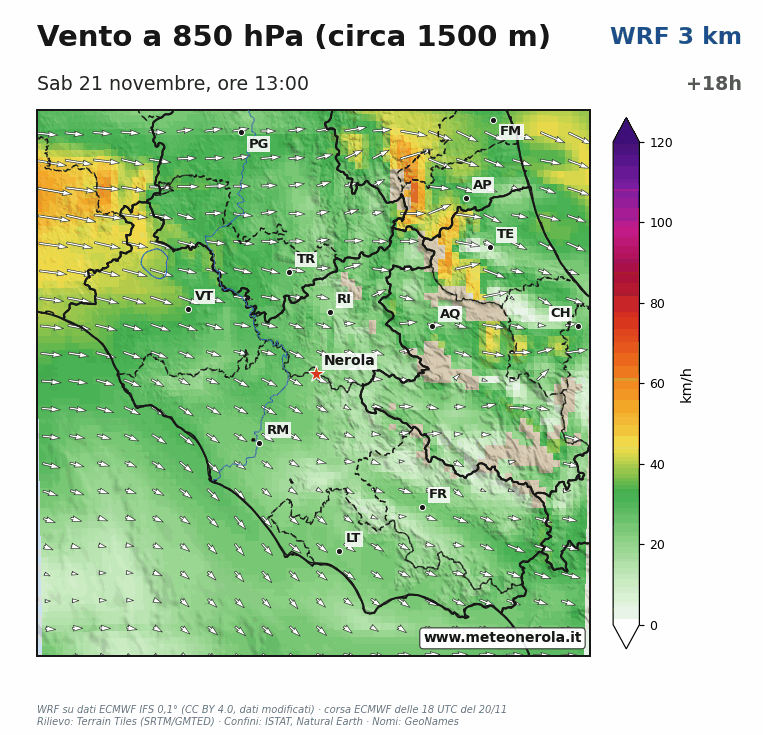 Vento a 850 hPa (circa 1500 m)
WRF 3 km
Sab 21 novembre, ore 13:00
+18h
FM
PG
AP
TE
TR
VT
RI
AQ
CH
Nerola
RM
FR
LT
www.meteonerola.it
120
100
80
60
40
20
0
km/h
WRF su dati ECMWF IFS 0,1° (CC BY 4.0, dati modificati) · corsa ECMWF delle 18 UTC del 20/11
Rilievo: Terrain Tiles (SRTM/GMTED) · Confini: ISTAT, Natural Earth · Nomi: GeoNames